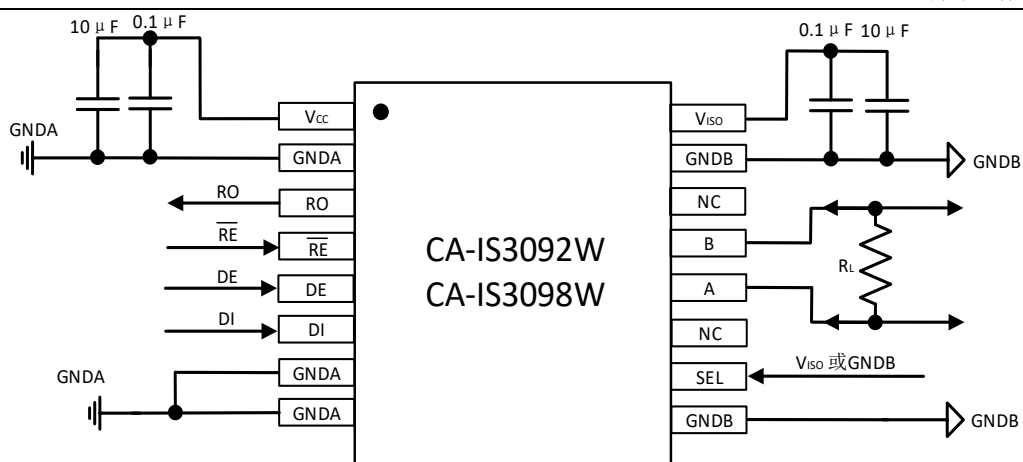 10 μF 0.1 μF
0.1 μF 10 μF
GNDA
VCC
VISO
GNDA
GNDB
GNDB
RO
RO
NC
RE
RE
CA-IS3092W
B
DE
DE
CA-IS3098W
A
RL
DI
DI
NC
GNDA
GNDA
SEL
VISO 或GNDB
GNDA
GNDB
GNDB